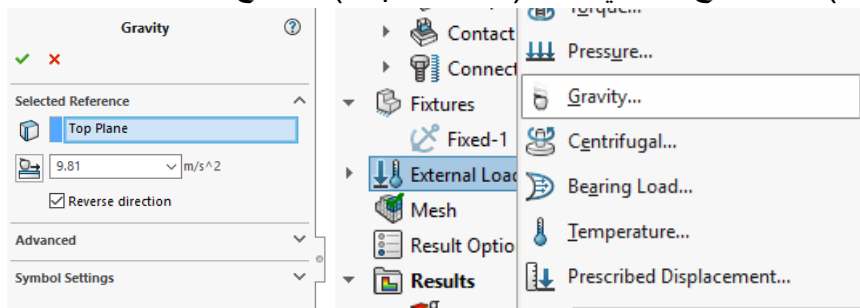 Gravity
Selected Reference
Top Plane
9.81 m/s^2
Reverse direction
Advanced
Symbol Settings
Contact
Connect
Fixtures
Fixed-1
External Load
Mesh
Result Optio
Results
Pressure...
Gravity...
Centrifugal...
Bearing Load...
Temperature...
Prescribed Displacement...